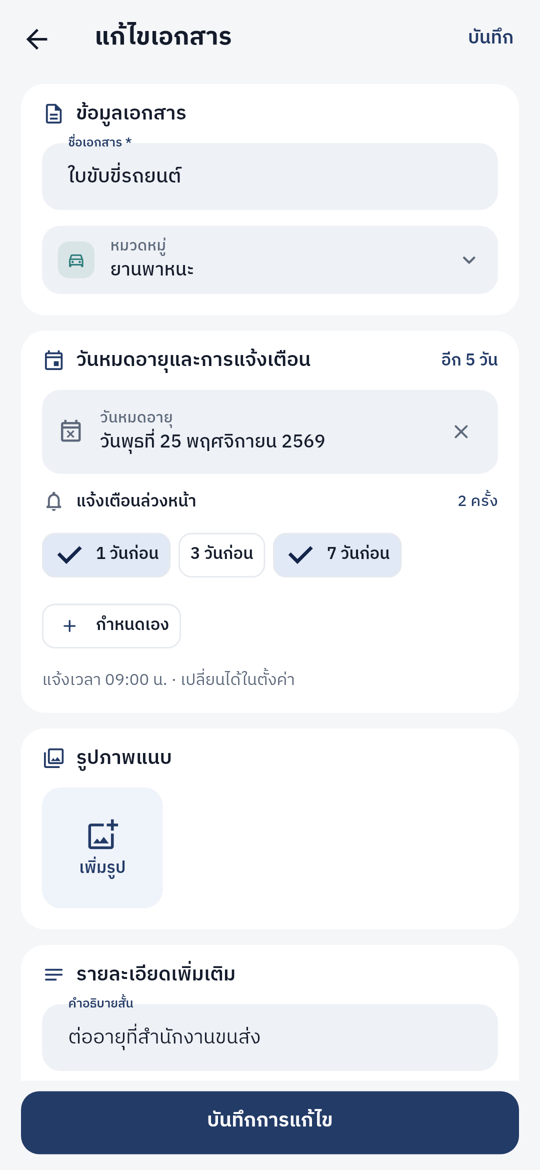 แก้ไขเอกสาร
บันทึก
ข้อมูลเอกสาร
ชื่อเอกสาร *
ใบขับขี่รถยนต์
หมวดหมู่
ยานพาหนะ
วันหมดอายุและการแจ้งเตือน
อีก 5 วัน
วันหมดอายุ
วันพุธที่ 25 พฤศจิกายน 2569
แจ้งเตือนล่วงหน้า
2 ครั้ง
1 วันก่อน
3 วันก่อน
7 วันก่อน
กำหนดเอง
แจ้งเวลา 09:00 น. · เปลี่ยนได้ในตั้งค่า
รูปภาพแนบ
เพิ่มรูป
รายละเอียดเพิ่มเติม
คำอธิบายสั้น
ต่ออายุที่สำนักงานขนส่ง
บันทึกการแก้ไข